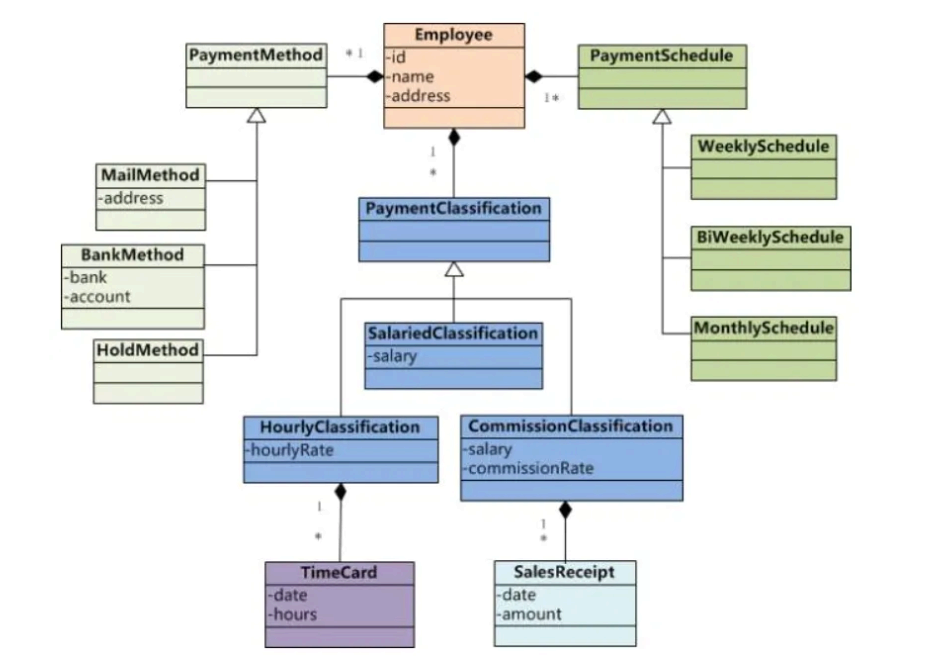 Employee
-id
-name
-address
PaymentMethod
* 1
PaymentSchedule
1*
MailMethod
-address
BankMethod
-bank
-account
HoldMethod
1
*
PaymentClassification
WeeklySchedule
BiWeeklySchedule
MonthlySchedule
SalariedClassification
-salary
HourlyClassification
-hourlyRate
CommissionClassification
-salary
-commissionRate
1
*
1
*
TimeCard
-date
-hours
SalesReceipt
-date
-amount